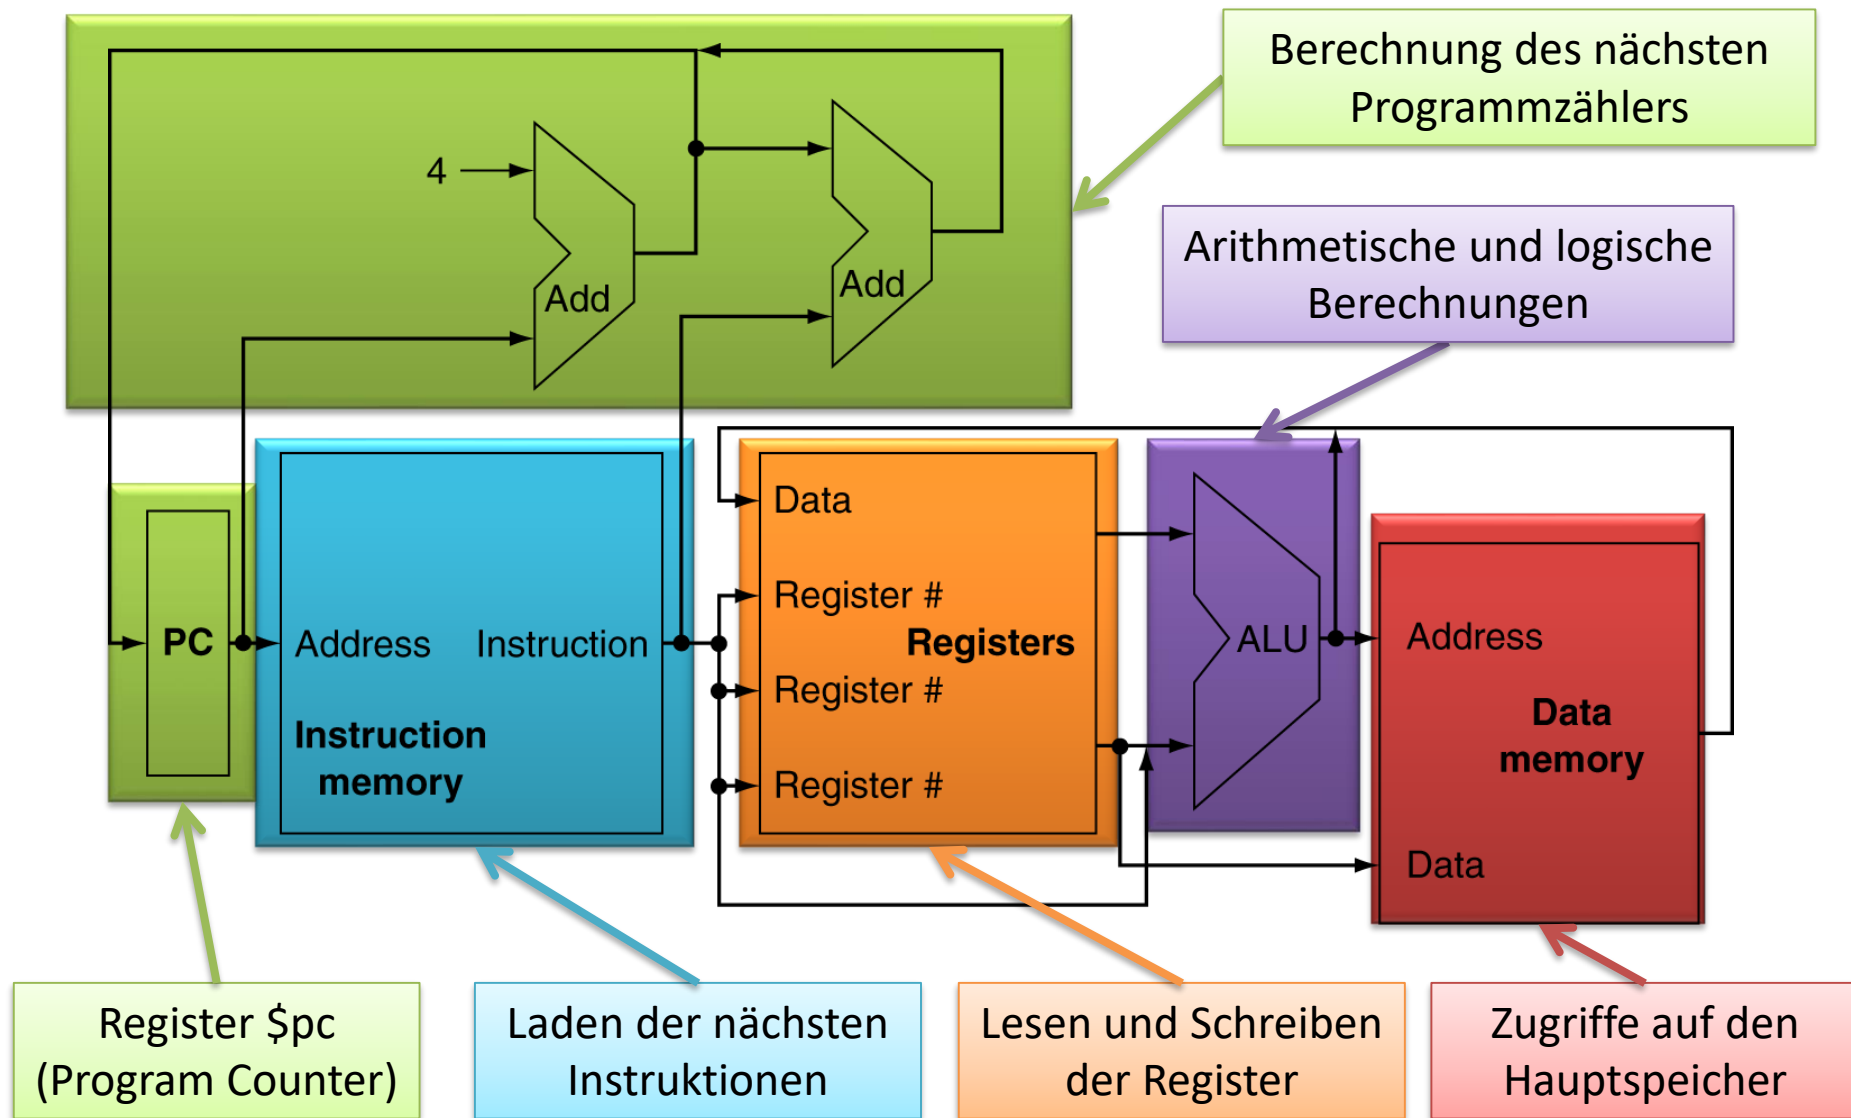 Berechnung des nächsten
Programmzählers
4
Add
Add
Arithmetische und logische
Berechnungen
PC
Address
Instruction
Instruction
memory
Data
Register #
Registers
Register #
Register #
ALU
Address
Data
memory
Data
Register $pc
(Program Counter)
Laden der nächsten
Instruktionen
Lesen und Schreiben
der Register
Zugriffe auf den
Hauptspeicher